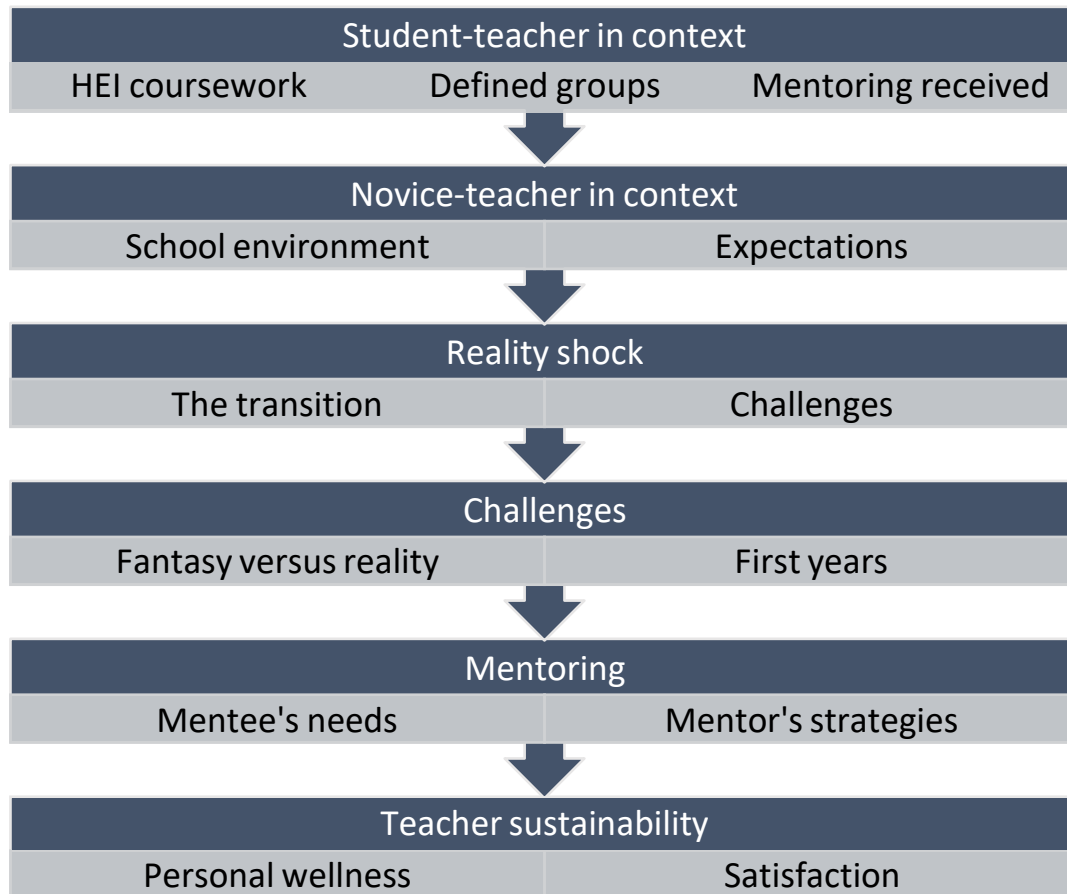 Student-teacher in context
HEI coursework Defined groups Mentoring received
Novice-teacher in context
School environment Expectations
Reality shock
The transition Challenges
Challenges
Fantasy versus reality First years
Mentoring
Mentee's needs Mentor's strategies
Teacher sustainability
Personal wellness Satisfaction